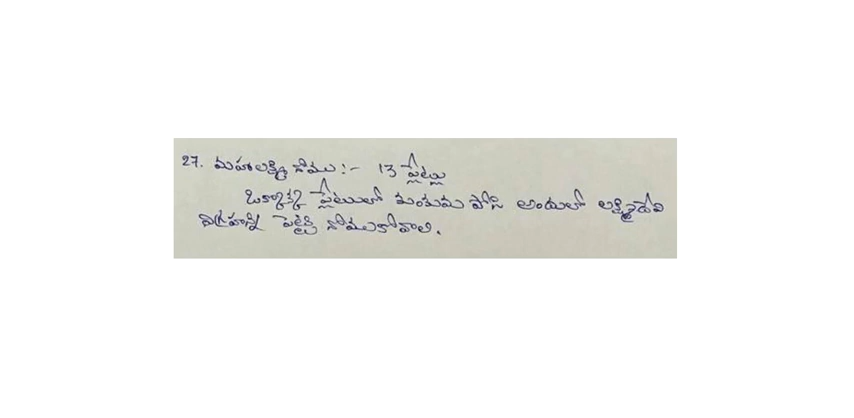 27. మహాలక్ష్మి నోము :- 13 ప్లేట్లు
ఒక్కొక్క ప్లేటులో కుంకుమ పోసి అందులో లక్ష్మీదేవి
విగ్రహాన్ని పెట్టి నోముకోవాలి.